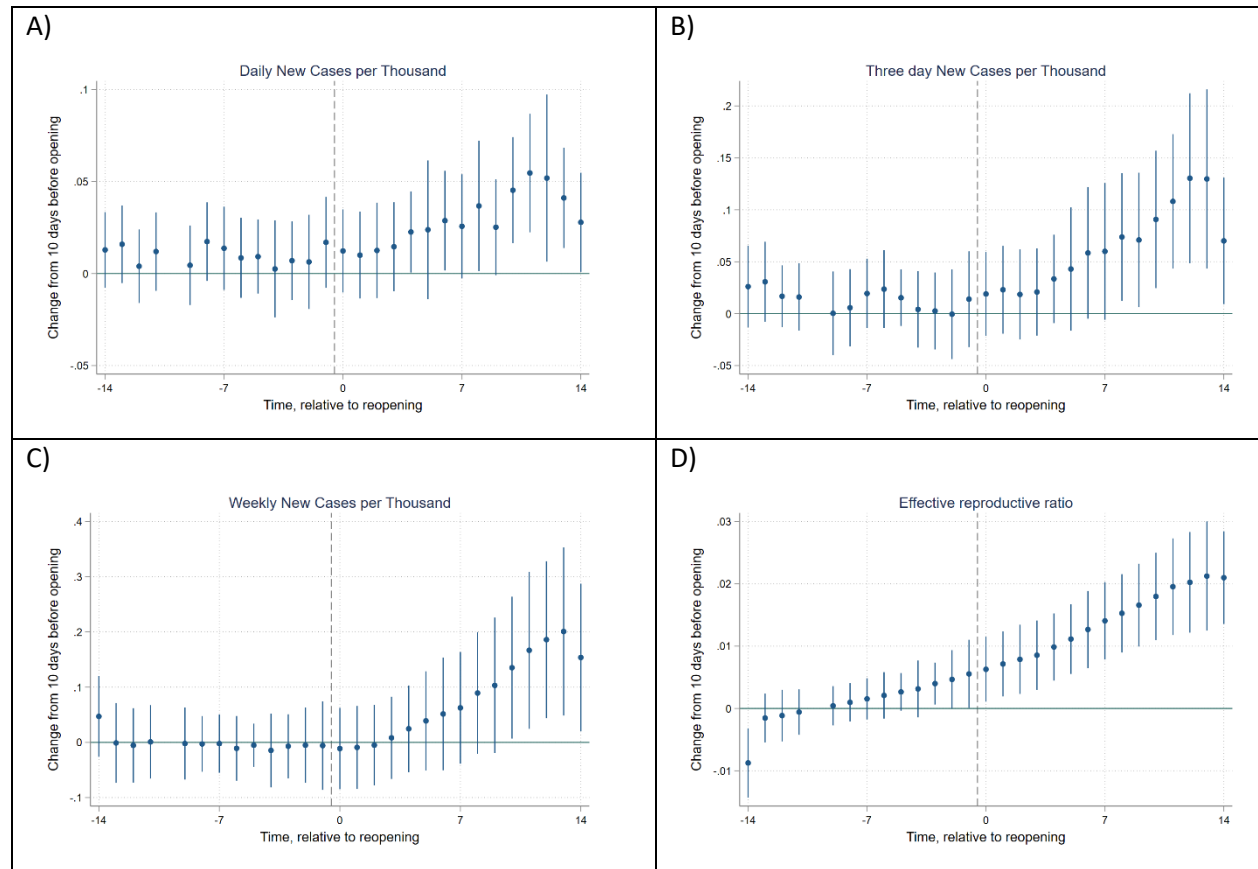 A)
Daily New Cases per Thousand
Change from 10 days before opening
.1
.05
0
-.05
-14
-7
0
7
14
Time, relative to reopening
B)
Three day New Cases per Thousand
Change from 10 days before opening
.2
.15
.1
.05
0
-.05
-14
-7
0
7
14
Time, relative to reopening
C)
Weekly New Cases per Thousand
Change from 10 days before opening
.4
.3
.2
.1
0
-.1
-14
-7
0
7
14
Time, relative to reopening
D)
Effective reproductive ratio
Change from 10 days before opening
.03
.02
.01
0
-.01
-14
-7
0
7
14
Time, relative to reopening